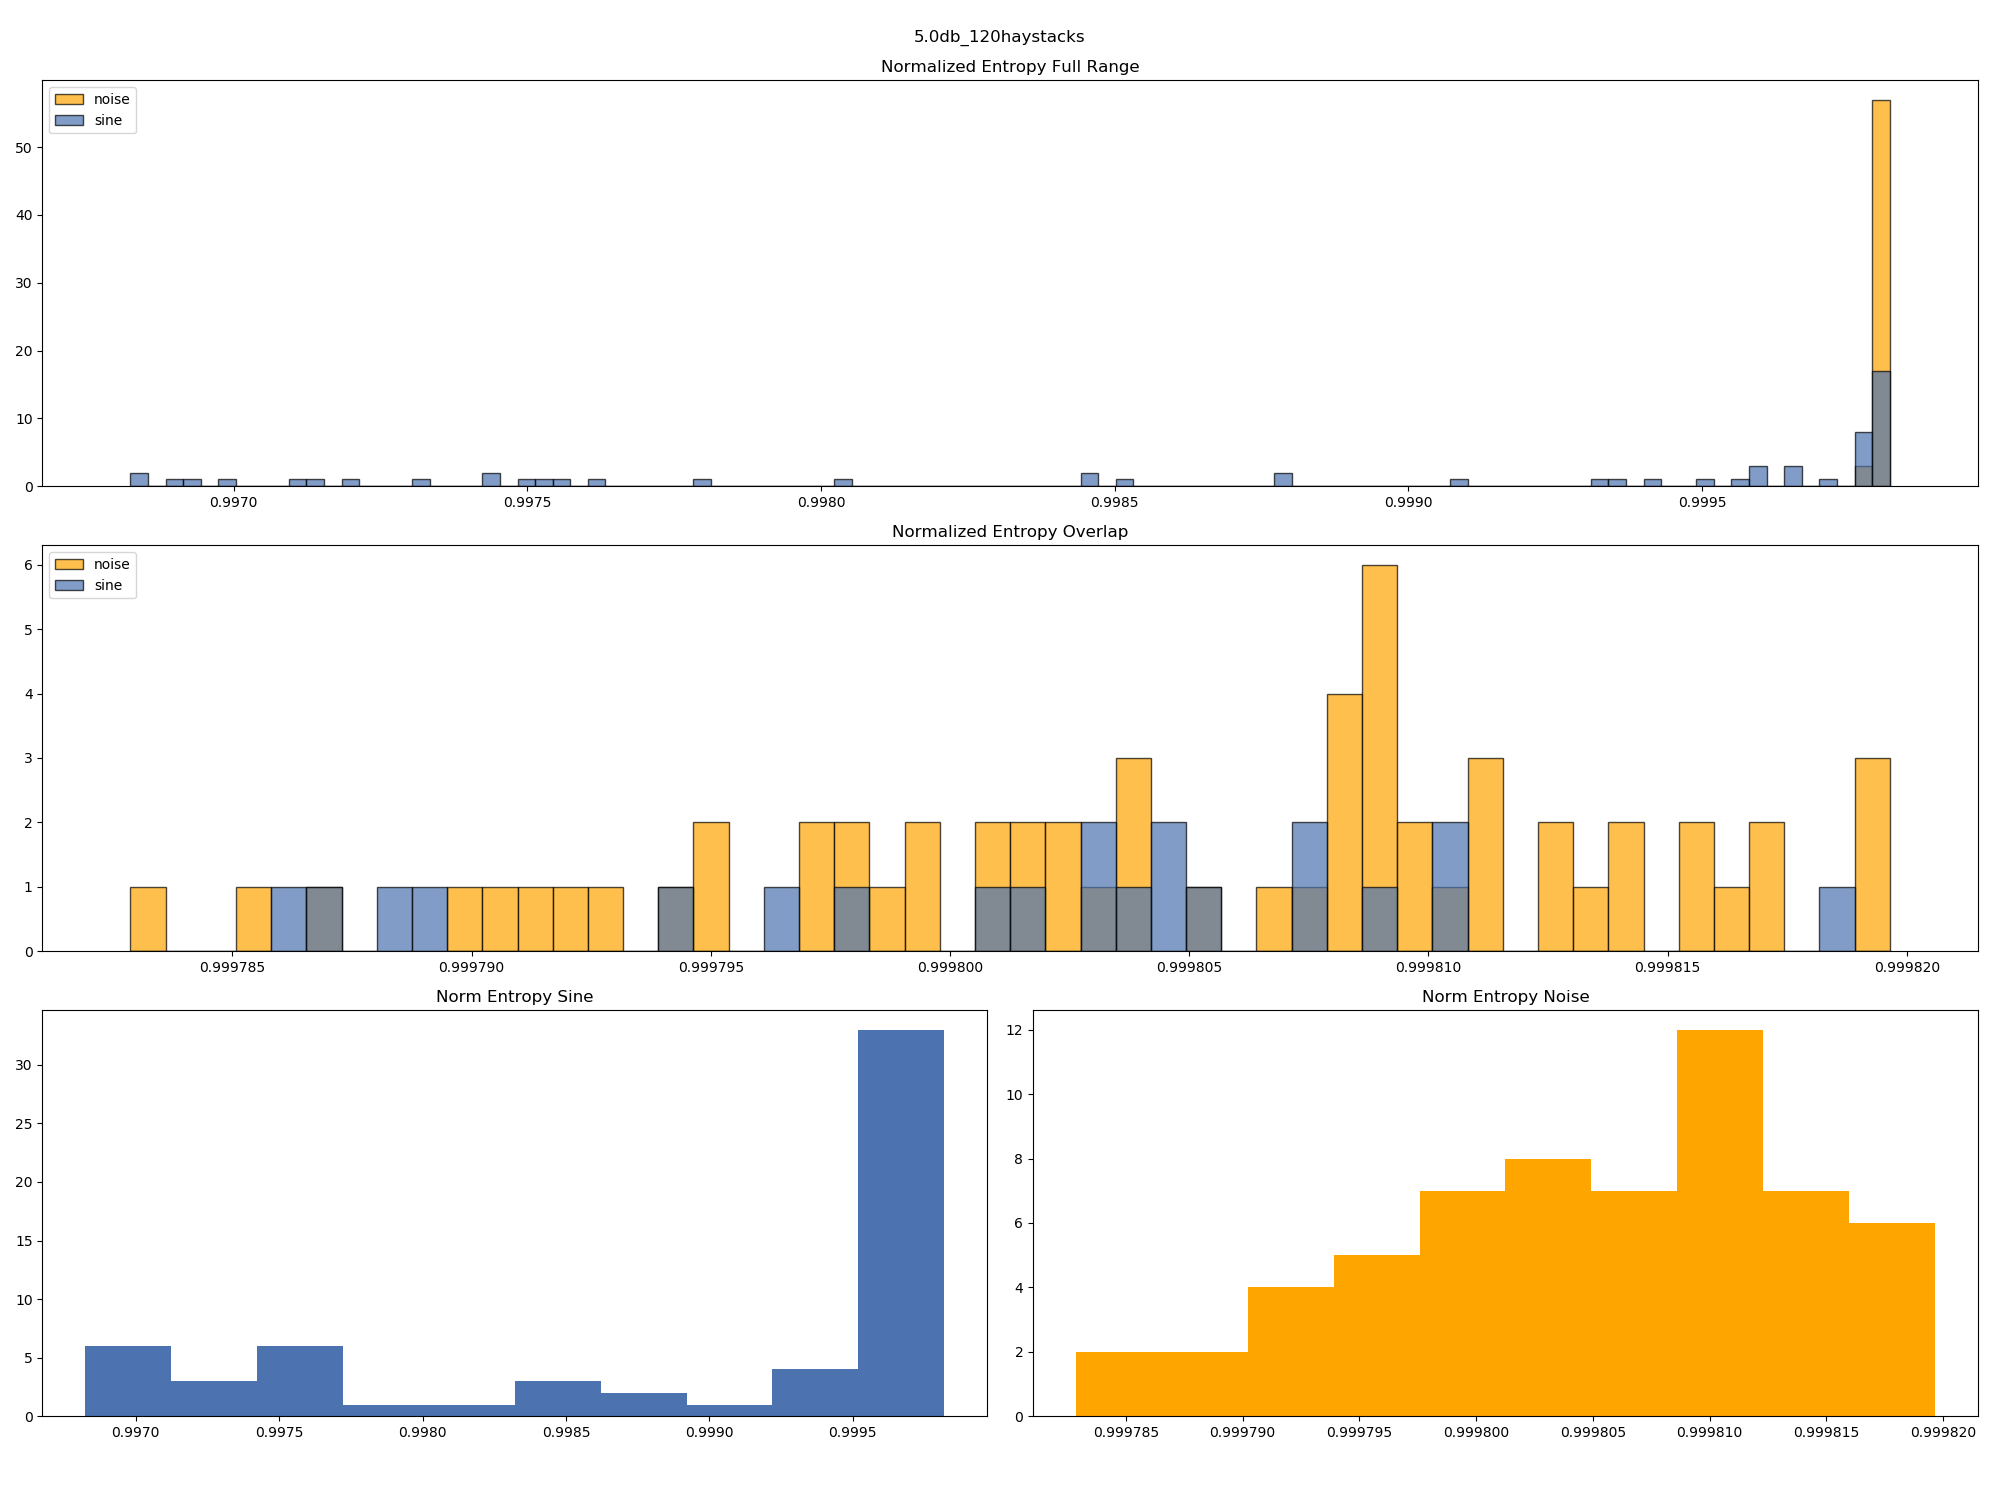 5.0db_120haystacks
Normalized Entropy Full Range
noise
sine
50
40
30
20
10
0
0.9970 0.9975 0.9980 0.9985 0.9990 0.9995
Normalized Entropy Overlap
noise
sine
6
5
4
3
2
1
0
0.999785 0.999790 0.999795 0.999800 0.999805 0.999810 0.999815 0.999820
Norm Entropy Sine
30
25
20
15
10
5
0
0.9970 0.9975 0.9980 0.9985 0.9990 0.9995
Norm Entropy Noise
12
10
8
6
4
2
0
0.999785 0.999790 0.999795 0.999800 0.999805 0.999810 0.999815 0.999820